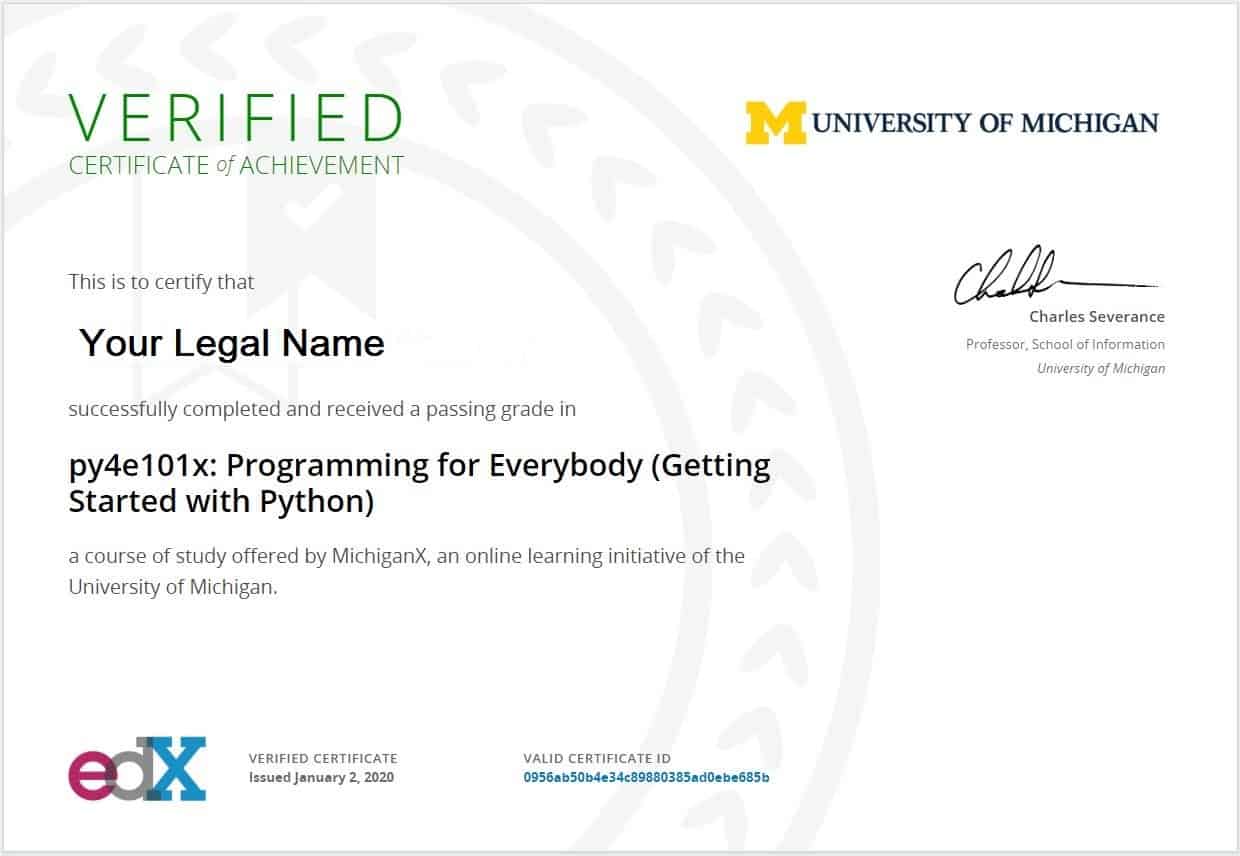 VERIFIED
CERTIFICATE of ACHIEVEMENT
M UNIVERSITY OF MICHIGAN
This is to certify that
Your Legal Name
successfully completed and received a passing grade in
py4e101x: Programming for Everybody (Getting
Started with Python)
a course of study offered by MichiganX, an online learning initiative of the
University of Michigan.
Charles Severance
Professor, School of Information
University of Michigan
edX
VERIFIED CERTIFICATE
Issued January 2, 2020
VALID CERTIFICATE ID
0956ab50b4e34c89880385ad0ebe685b